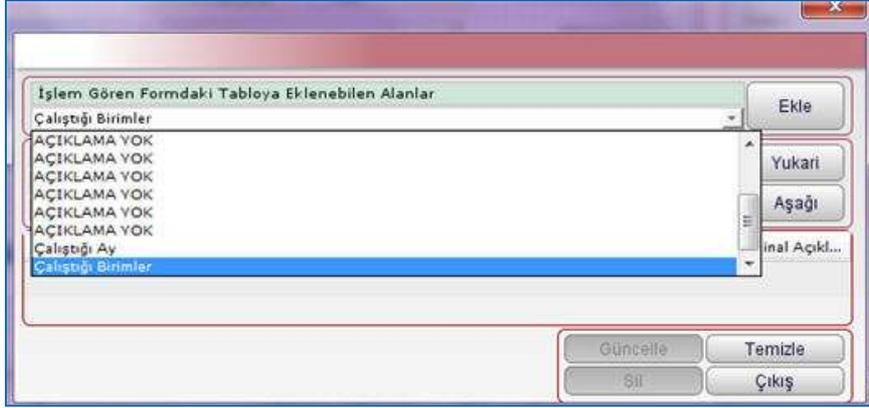 İşlem Gören Formdaki Tabloya Eklenebilen Alanlar
Ekle
Çalıştığı Birimler
AÇIKLAMA YOK
AÇIKLAMA YOK
AÇIKLAMA YOK
AÇIKLAMA YOK
AÇIKLAMA YOK
AÇIKLAMA YOK
Çalıştığı Ay
Çalıştığı Birimler
Yukari
Aşağı
inal Açıkl...
Güncelle
Temizle
Sil
Çıkış